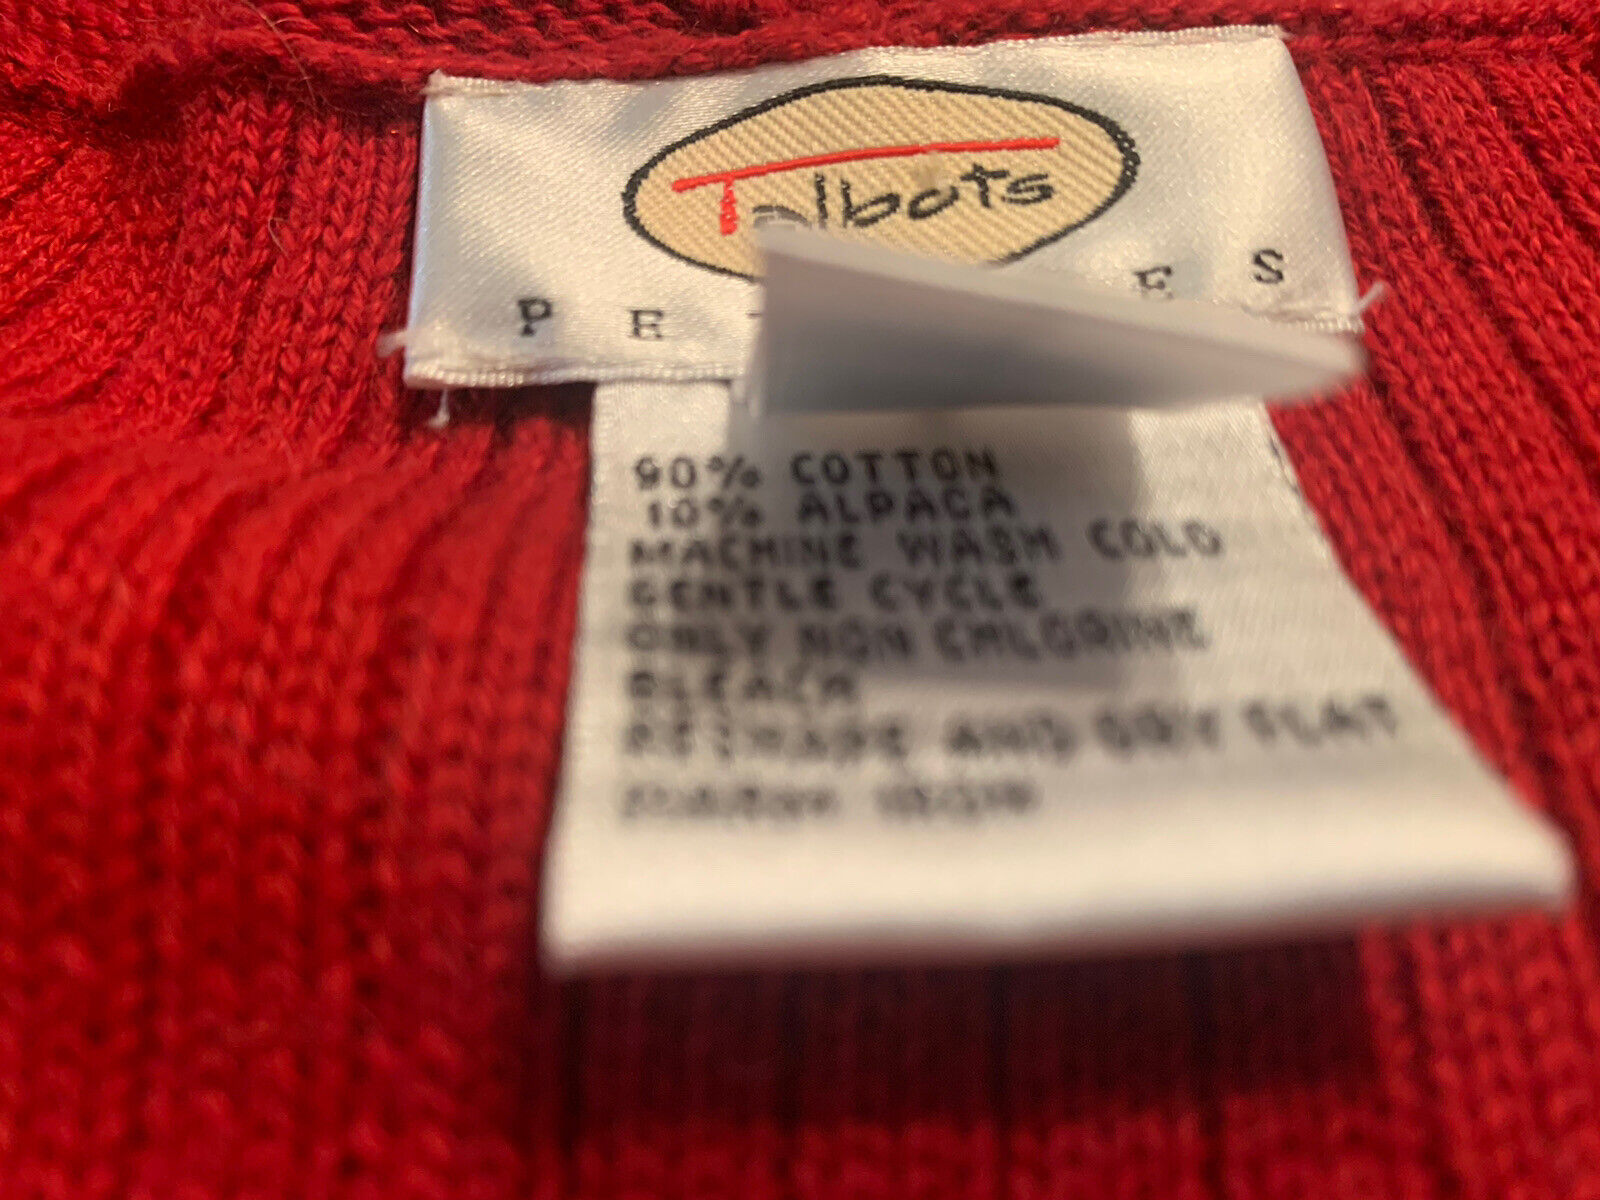 Talbots
P E E S
90% COTTON
10% ALPACA
MACHINE WASH COLD
GENTLE CYCLE
ONLY NON CHLORINE
BLEACH
RESHAPE AND DRY FLAT